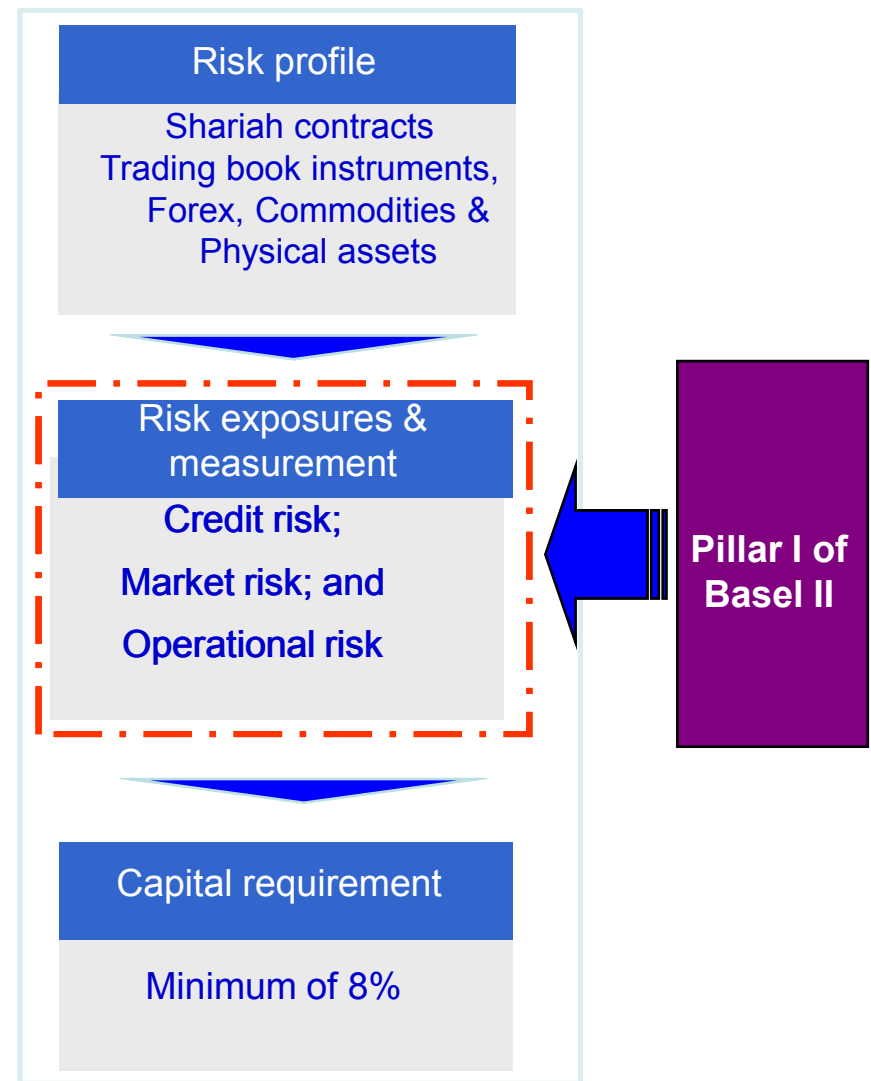 Risk profile
Shariah contracts
Trading book instruments,
Forex, Commodities &
Physical assets
Risk exposures &
measurement
Credit risk;
Market risk; and
Operational risk
Pillar I of
Basel II
Capital requirement
Minimum of 8%